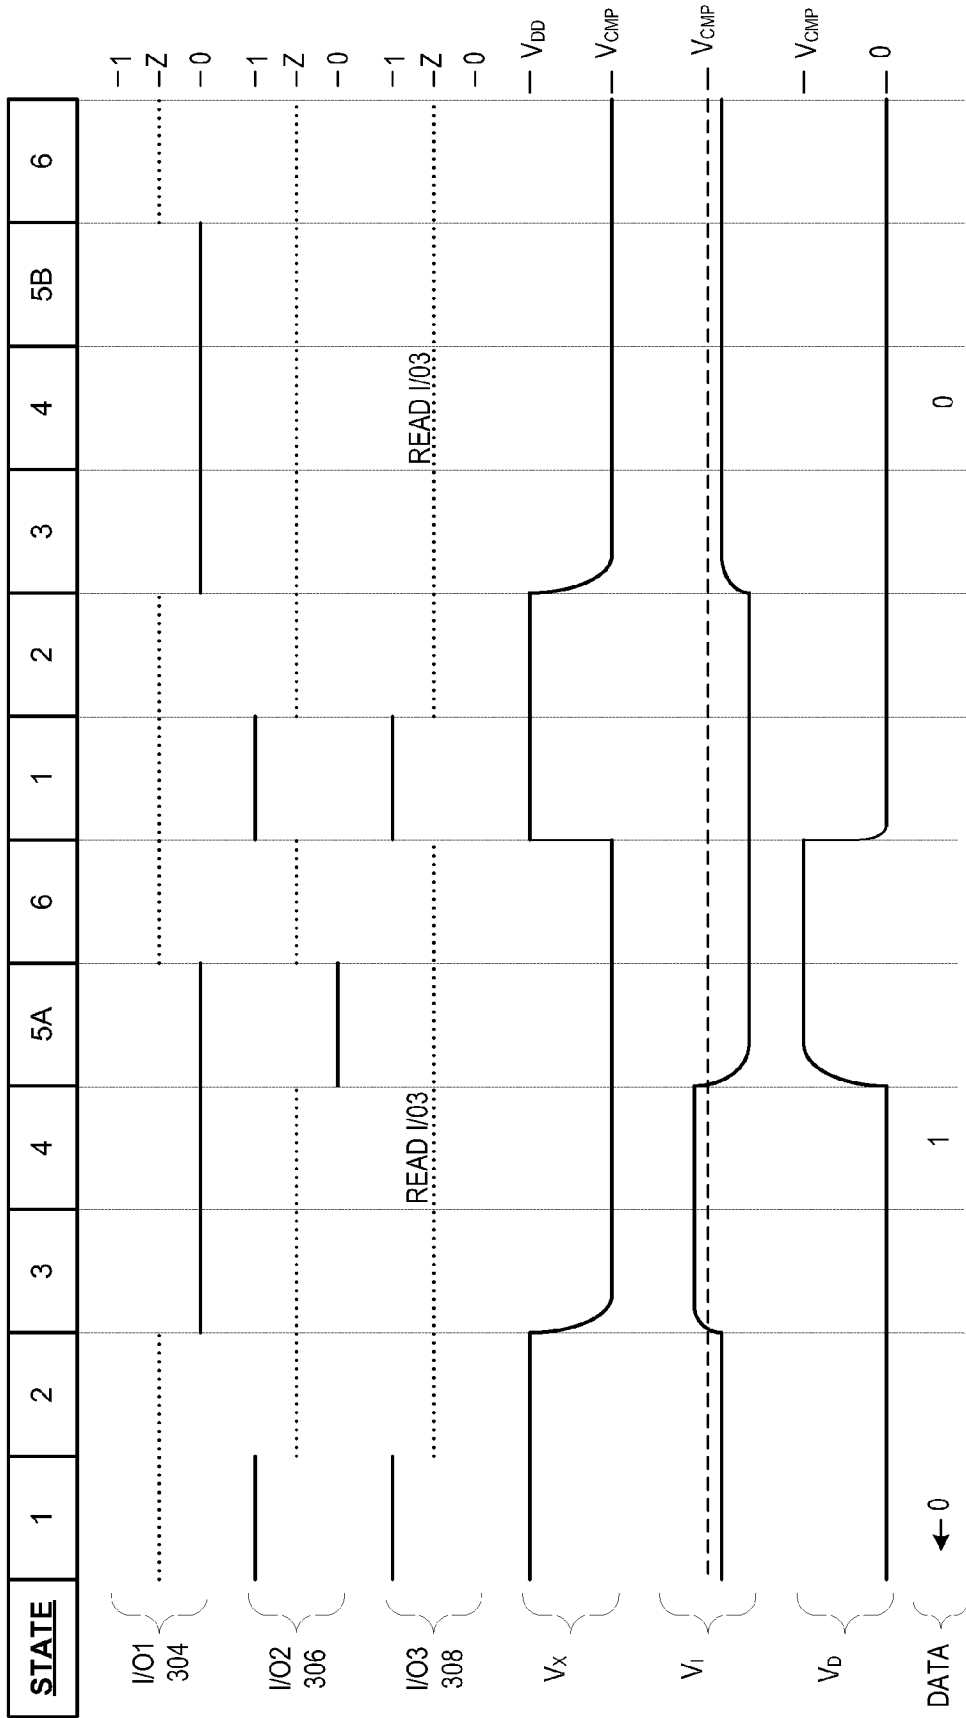 STATE 1 2 3 4 5A 6 1 2 3 4 5B 6
I/O1
304
1
Z
0
I/O2
306
1
Z
0
I/O3
308
READ I/03
READ I/03
1
Z
0
VX
VDD
VCMP
VI
VCMP
VD
VCMP
0
DATA
0
1
0